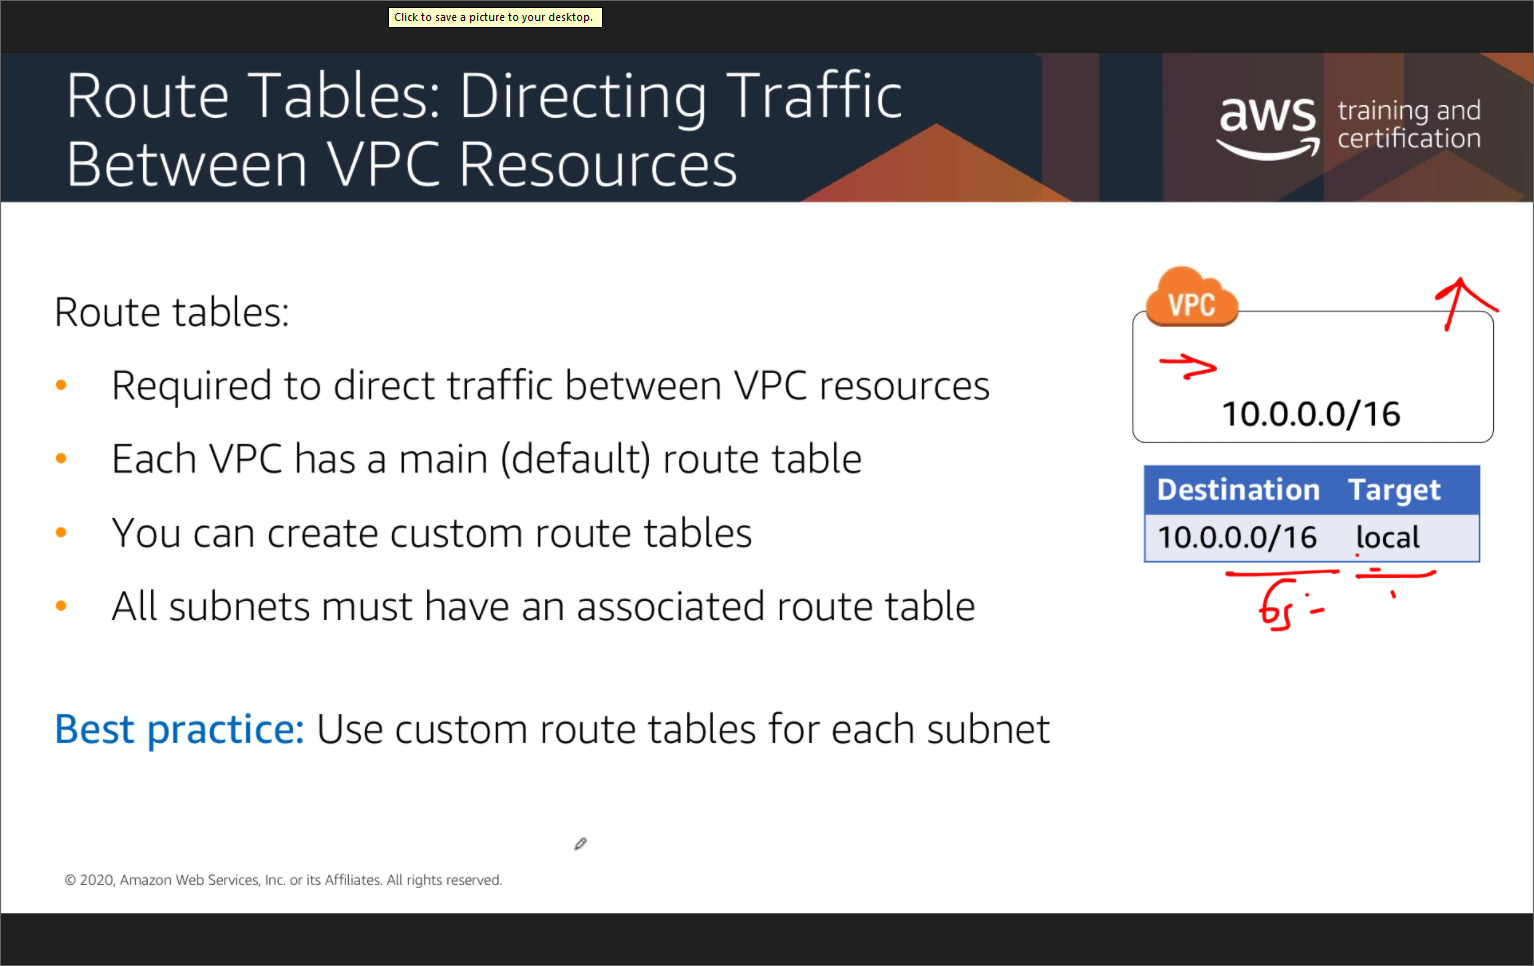 Click to save a picture to your desktop.
Route Tables: Directing Traffic
Between VPC Resources
aws training and
certification
Route tables:
• Required to direct traffic between VPC resources
• Each VPC has a main (default) route table
• You can create custom route tables
• All subnets must have an associated route table
Best practice: Use custom route tables for each subnet
VPC
10.0.0.0/16
Destination Target
10.0.0.0/16 local
© 2020, Amazon Web Services, Inc. or its Affiliates. All rights reserved.